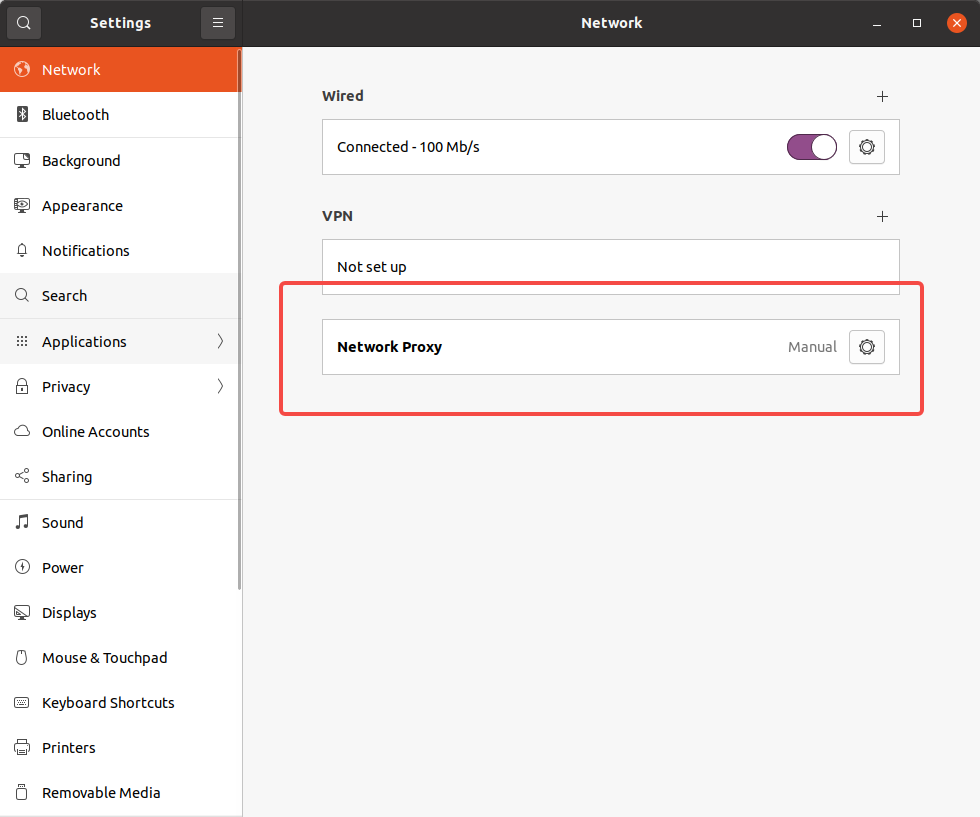 Settings
Network
Network
Bluetooth
Background
Appearance
Notifications
Search
Applications
Privacy
Online Accounts
Sharing
Sound
Power
Displays
Mouse & Touchpad
Keyboard Shortcuts
Printers
Removable Media
Wired
Connected - 100 Mb/s
VPN
Not set up
Network Proxy Manual